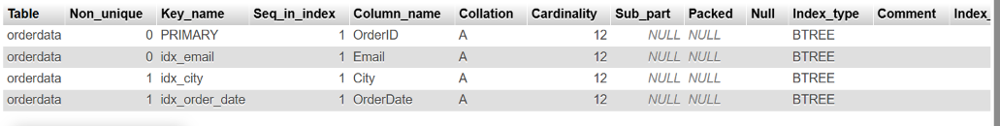 Table Non_unique Key_name Seq_in_index Column_name Collation Cardinality Sub_part Packed Null Index_type Comment Index_
orderdata 0 PRIMARY 1 OrderID A 12 NULL NULL BTREE
orderdata 0 idx_email 1 Email A 12 NULL NULL BTREE
orderdata 1 idx_city 1 City A 12 NULL NULL BTREE
orderdata 1 idx_order_date 1 OrderDate A 12 NULL NULL BTREE